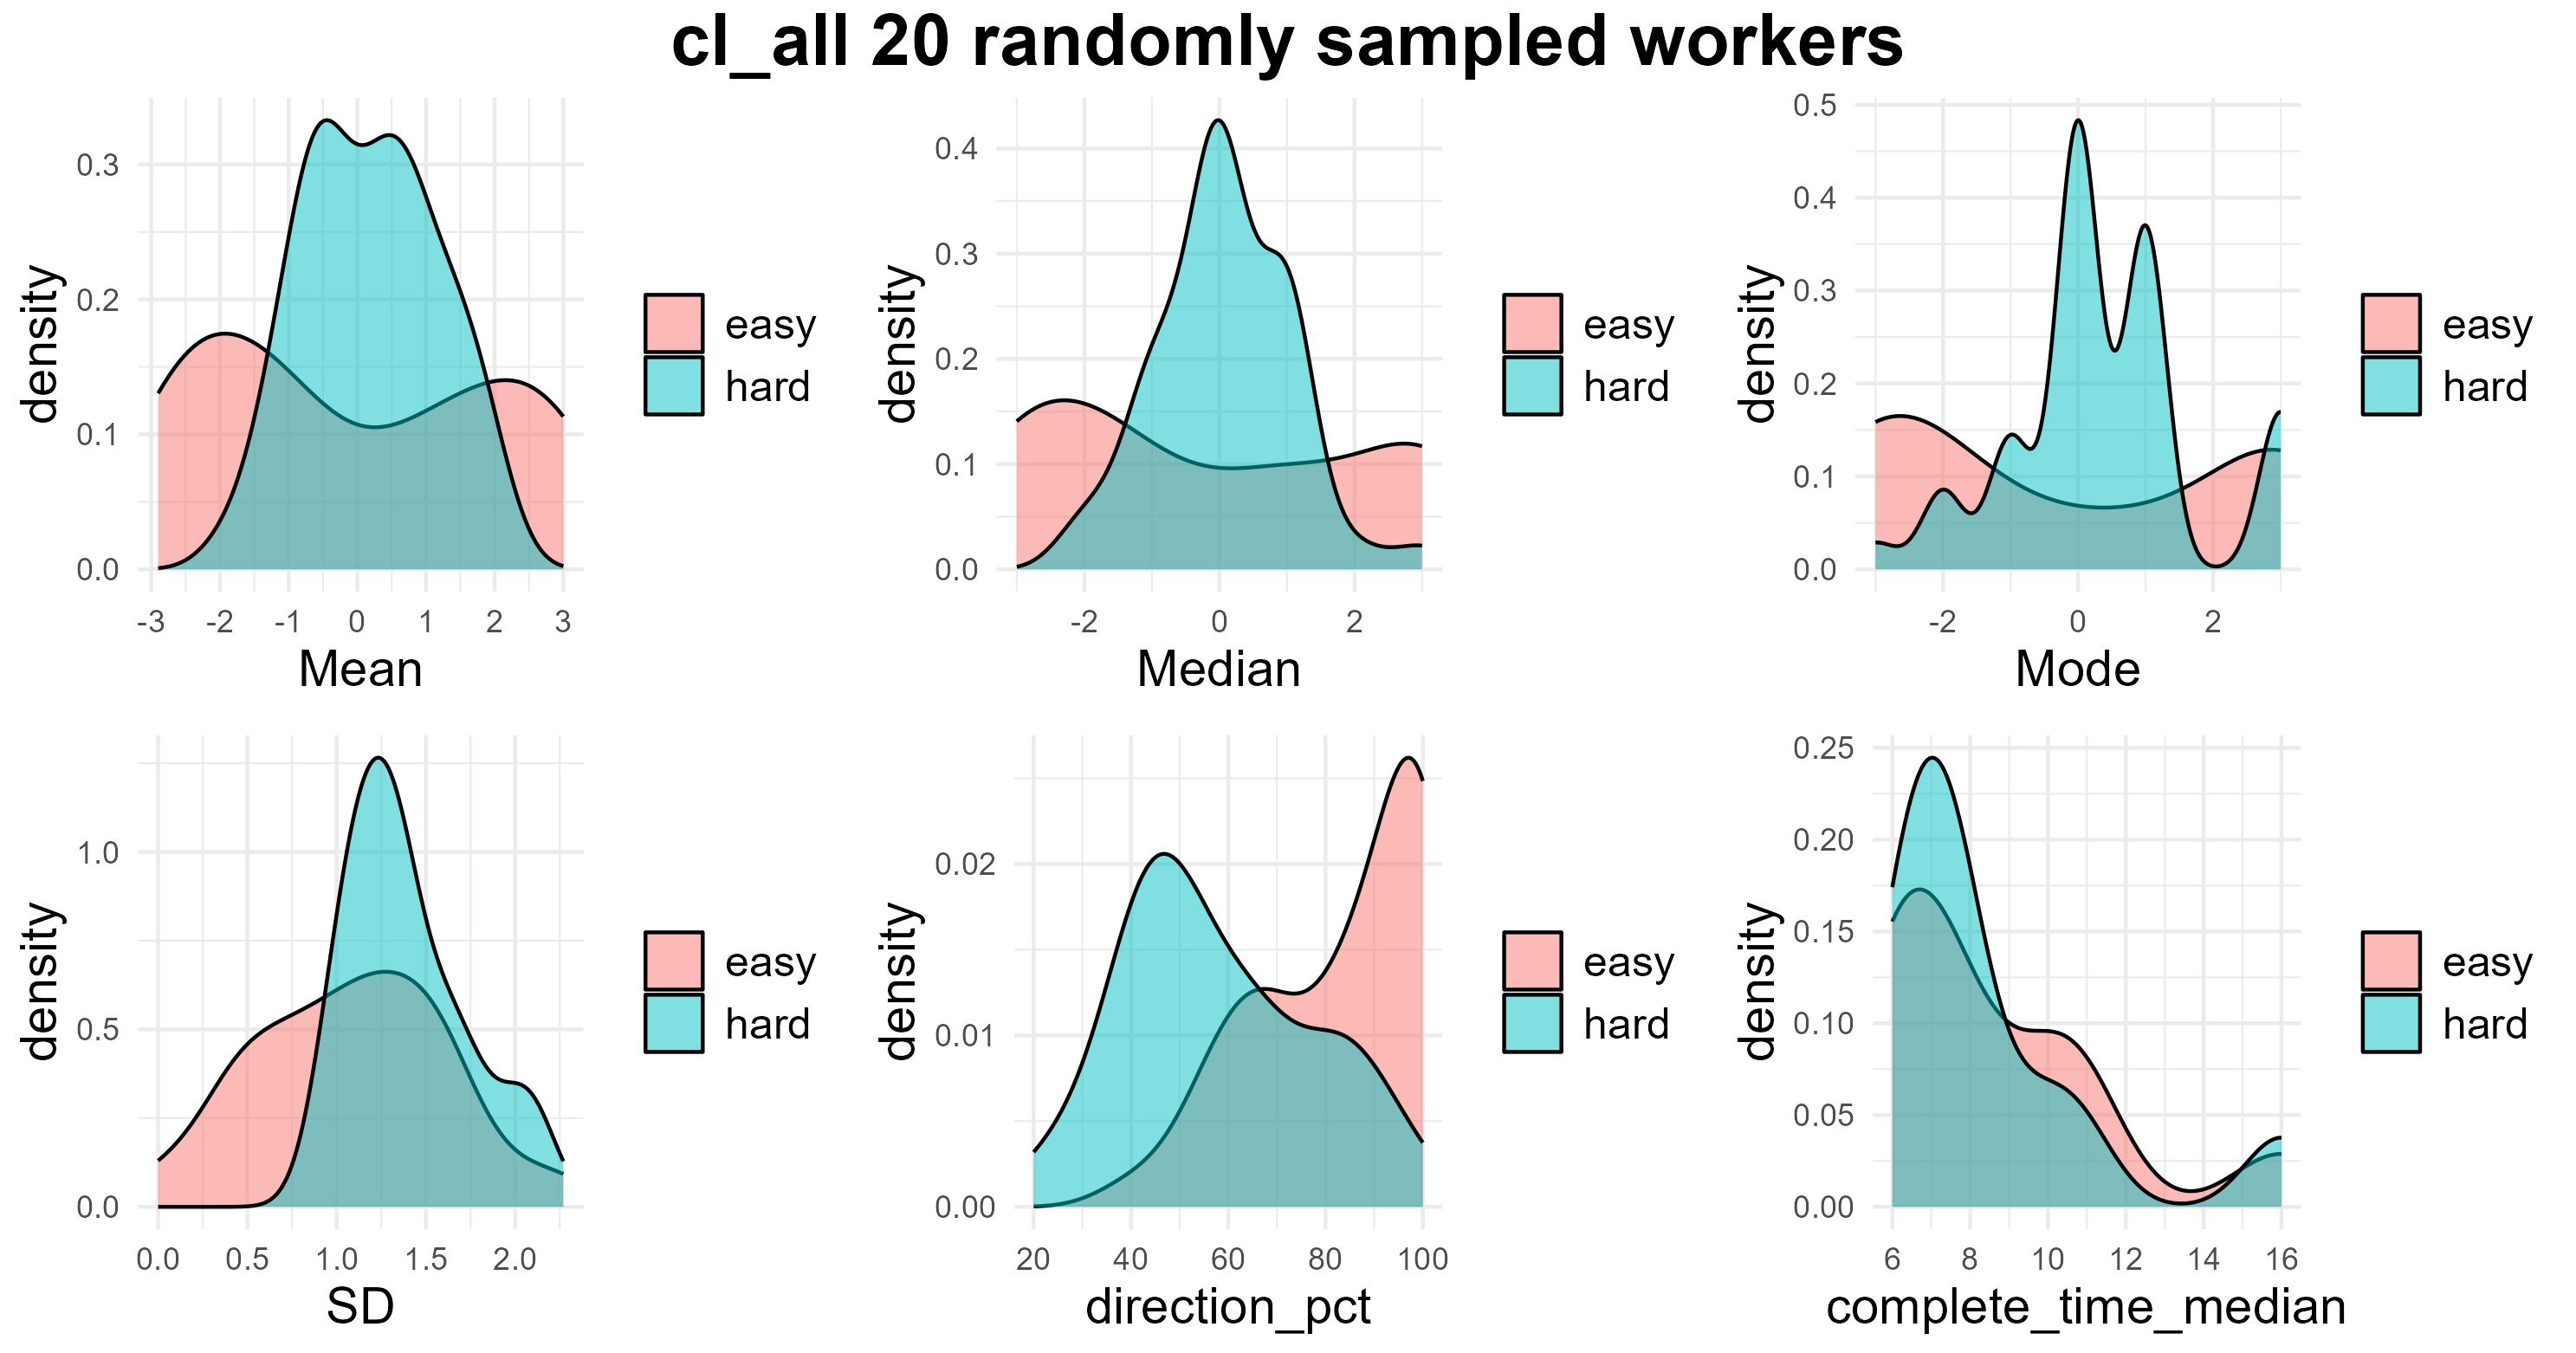 cl_all 20 randomly sampled workers
density
0.3
0.2
0.1
0.0
-3 -2 -1 0 1 2 3
Mean
easy
hard
density
0.4
0.3
0.2
0.1
0.0
-2 0 2
Median
easy
hard
density
0.5
0.4
0.3
0.2
0.1
0.0
-2 0 2
Mode
easy
hard
density
1.0
0.5
0.0
0.0 0.5 1.0 1.5 2.0
SD
easy
hard
density
0.02
0.01
0.00
20 40 60 80 100
direction_pct
easy
hard
density
0.25
0.20
0.15
0.10
0.05
0.00
6 8 10 12 14 16
complete_time_median
easy
hard